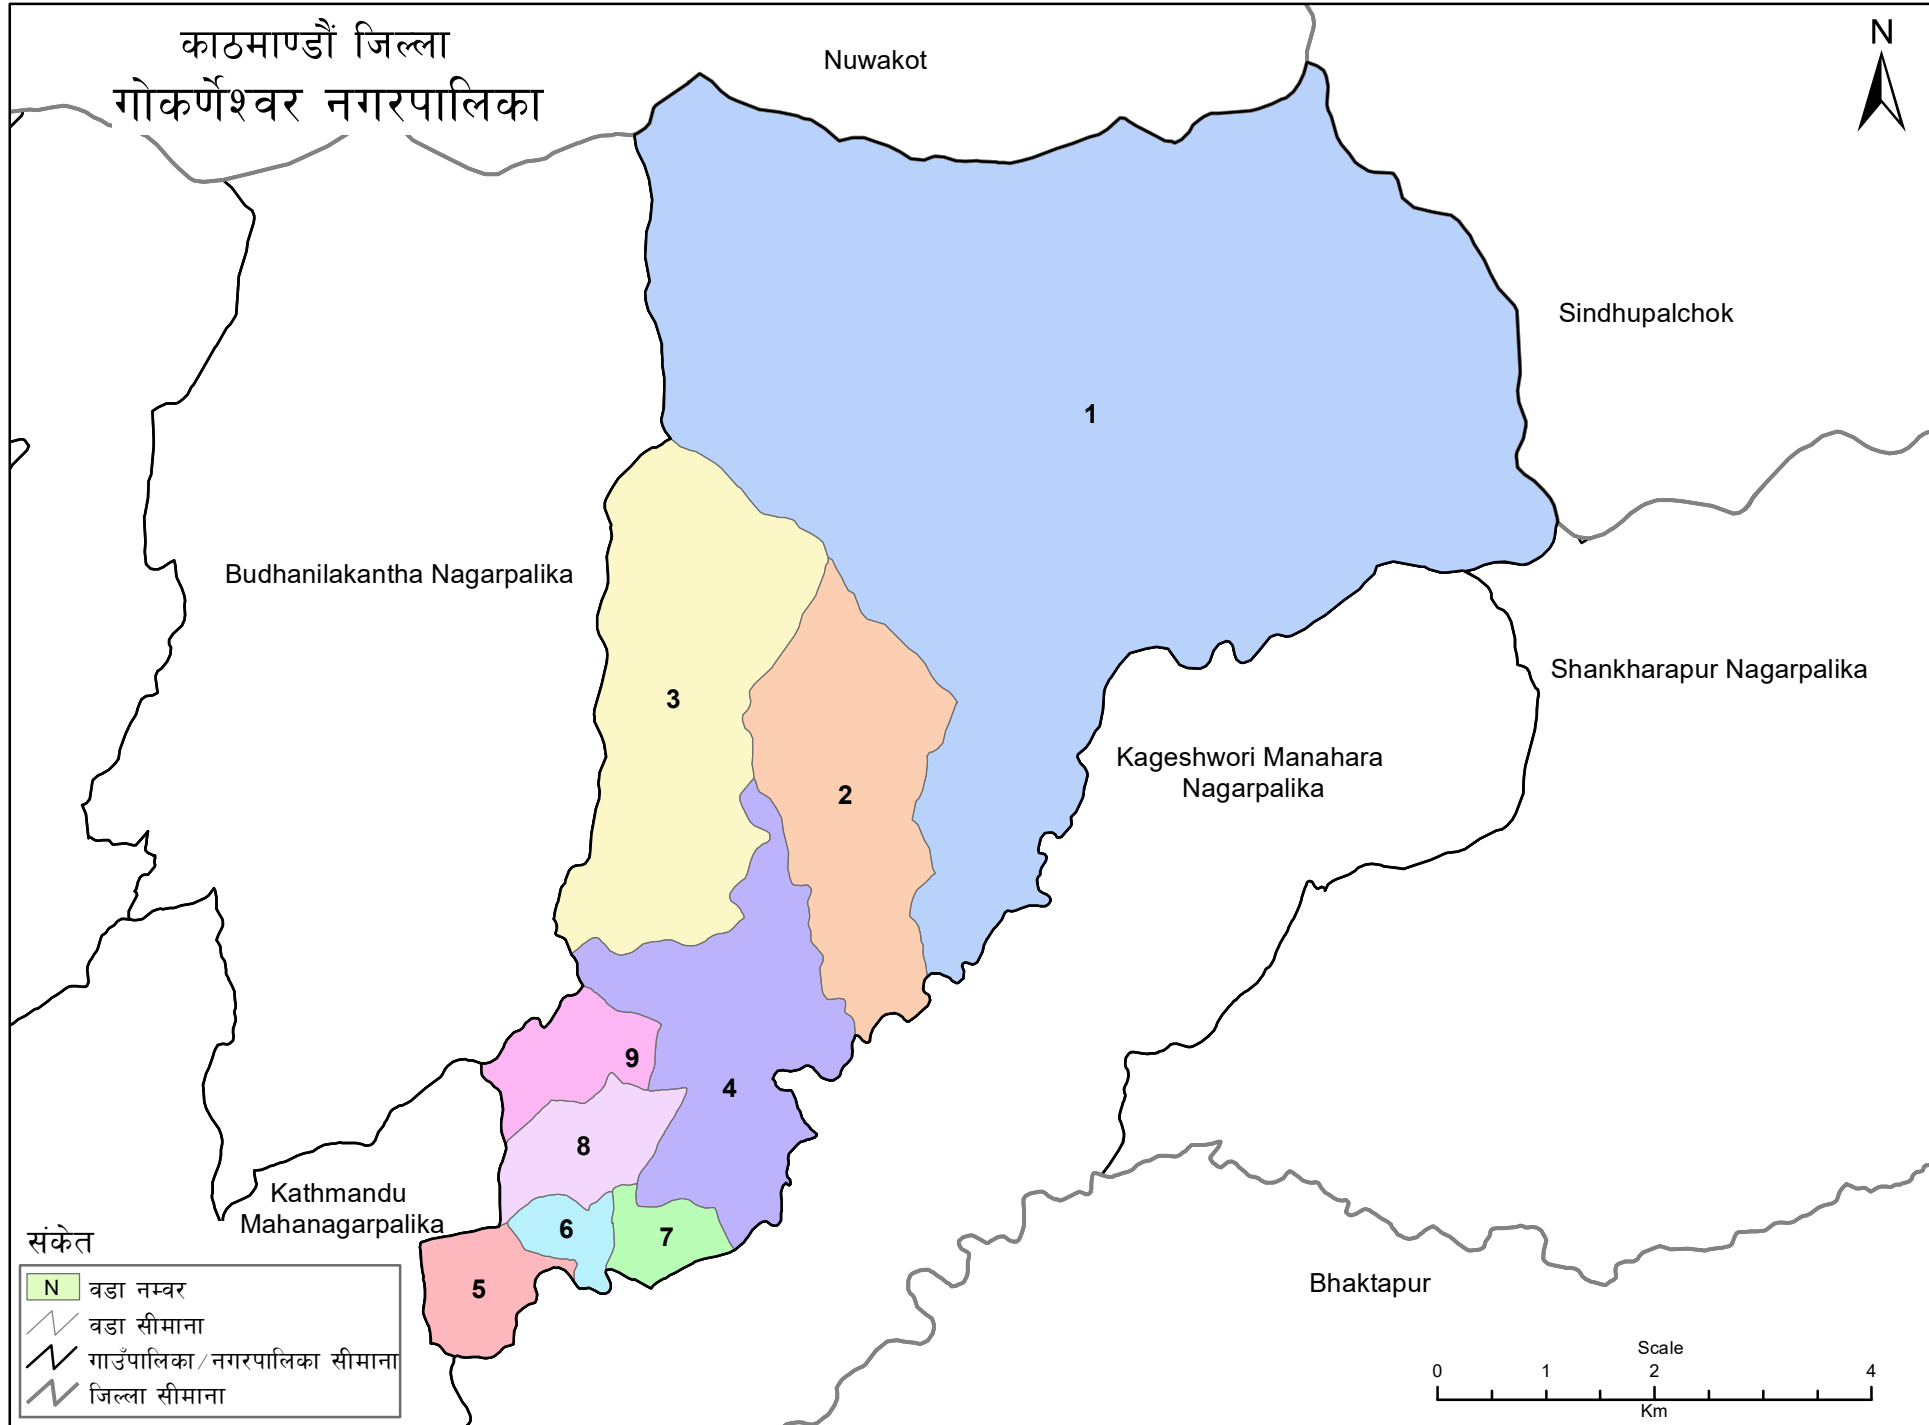 काठमाण्डौं जिल्ला
गोकर्णेश्वर नगरपालिका
Nuwakot
N
Sindhupalchok
1
Budhanilakantha Nagarpalika
Shankharapur Nagarpalika
3
Kageshwori Manahara
Nagarpalika
2
9
4
8
Kathmandu
Mahanagarpalika
6
7
5
Bhaktapur
संकेत
N वडा नम्वर
वडा सीमाना
गाउँपालिका/नगरपालिका सीमाना
जिल्ला सीमाना
Scale
0 1 2 4
Km